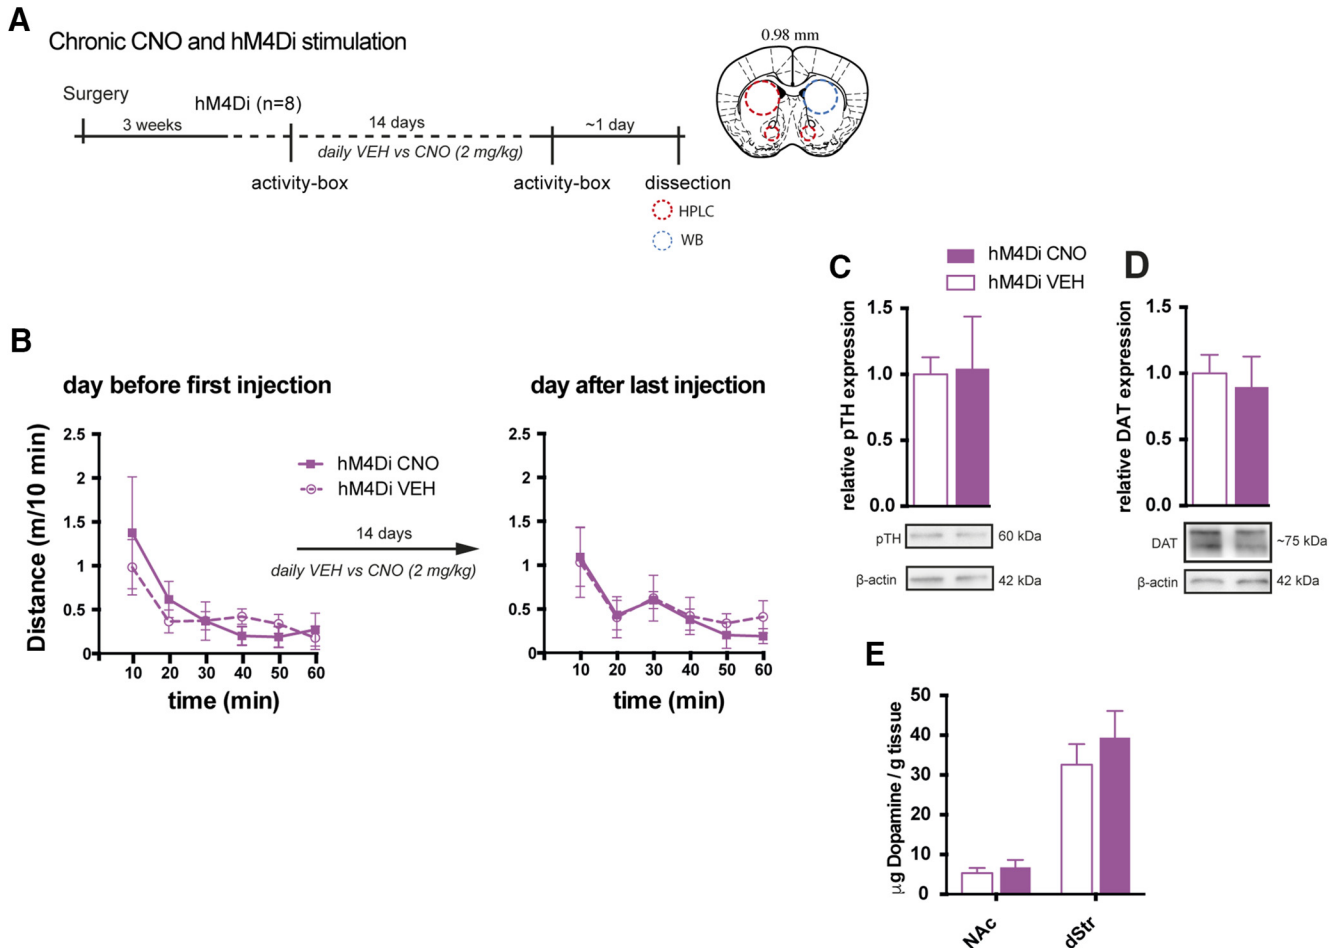 A
Chronic CNO and hM4Di stimulation
0.98 mm
Surgery
hM4Di (n=8)
3 weeks
14 days
~1 day
daily VEH vs CNO (2 mg/kg)
activity-box
activity-box
dissection
HPLC
WB
B
day before first injection
day after last injection
Distance (m/10 min)
2.5
2
1.5
1
0.5
0
10 20 30 40 50 60
time (min)
hM4Di CNO
hM4Di VEH
14 days
daily VEH vs CNO (2 mg/kg)
2.5
2
1.5
1
0.5
0
10 20 30 40 50 60
time (min)
C
hM4Di CNO
hM4Di VEH
relative pTH expression
1.5
1.0
0.5
0.0
pTH
60 kDa
β-actin
42 kDa
D
relative DAT expression
1.5
1.0
0.5
0.0
DAT
~75 kDa
β-actin
42 kDa
E
μg Dopamine / g tissue
50
40
30
20
10
0
NAc
dStr